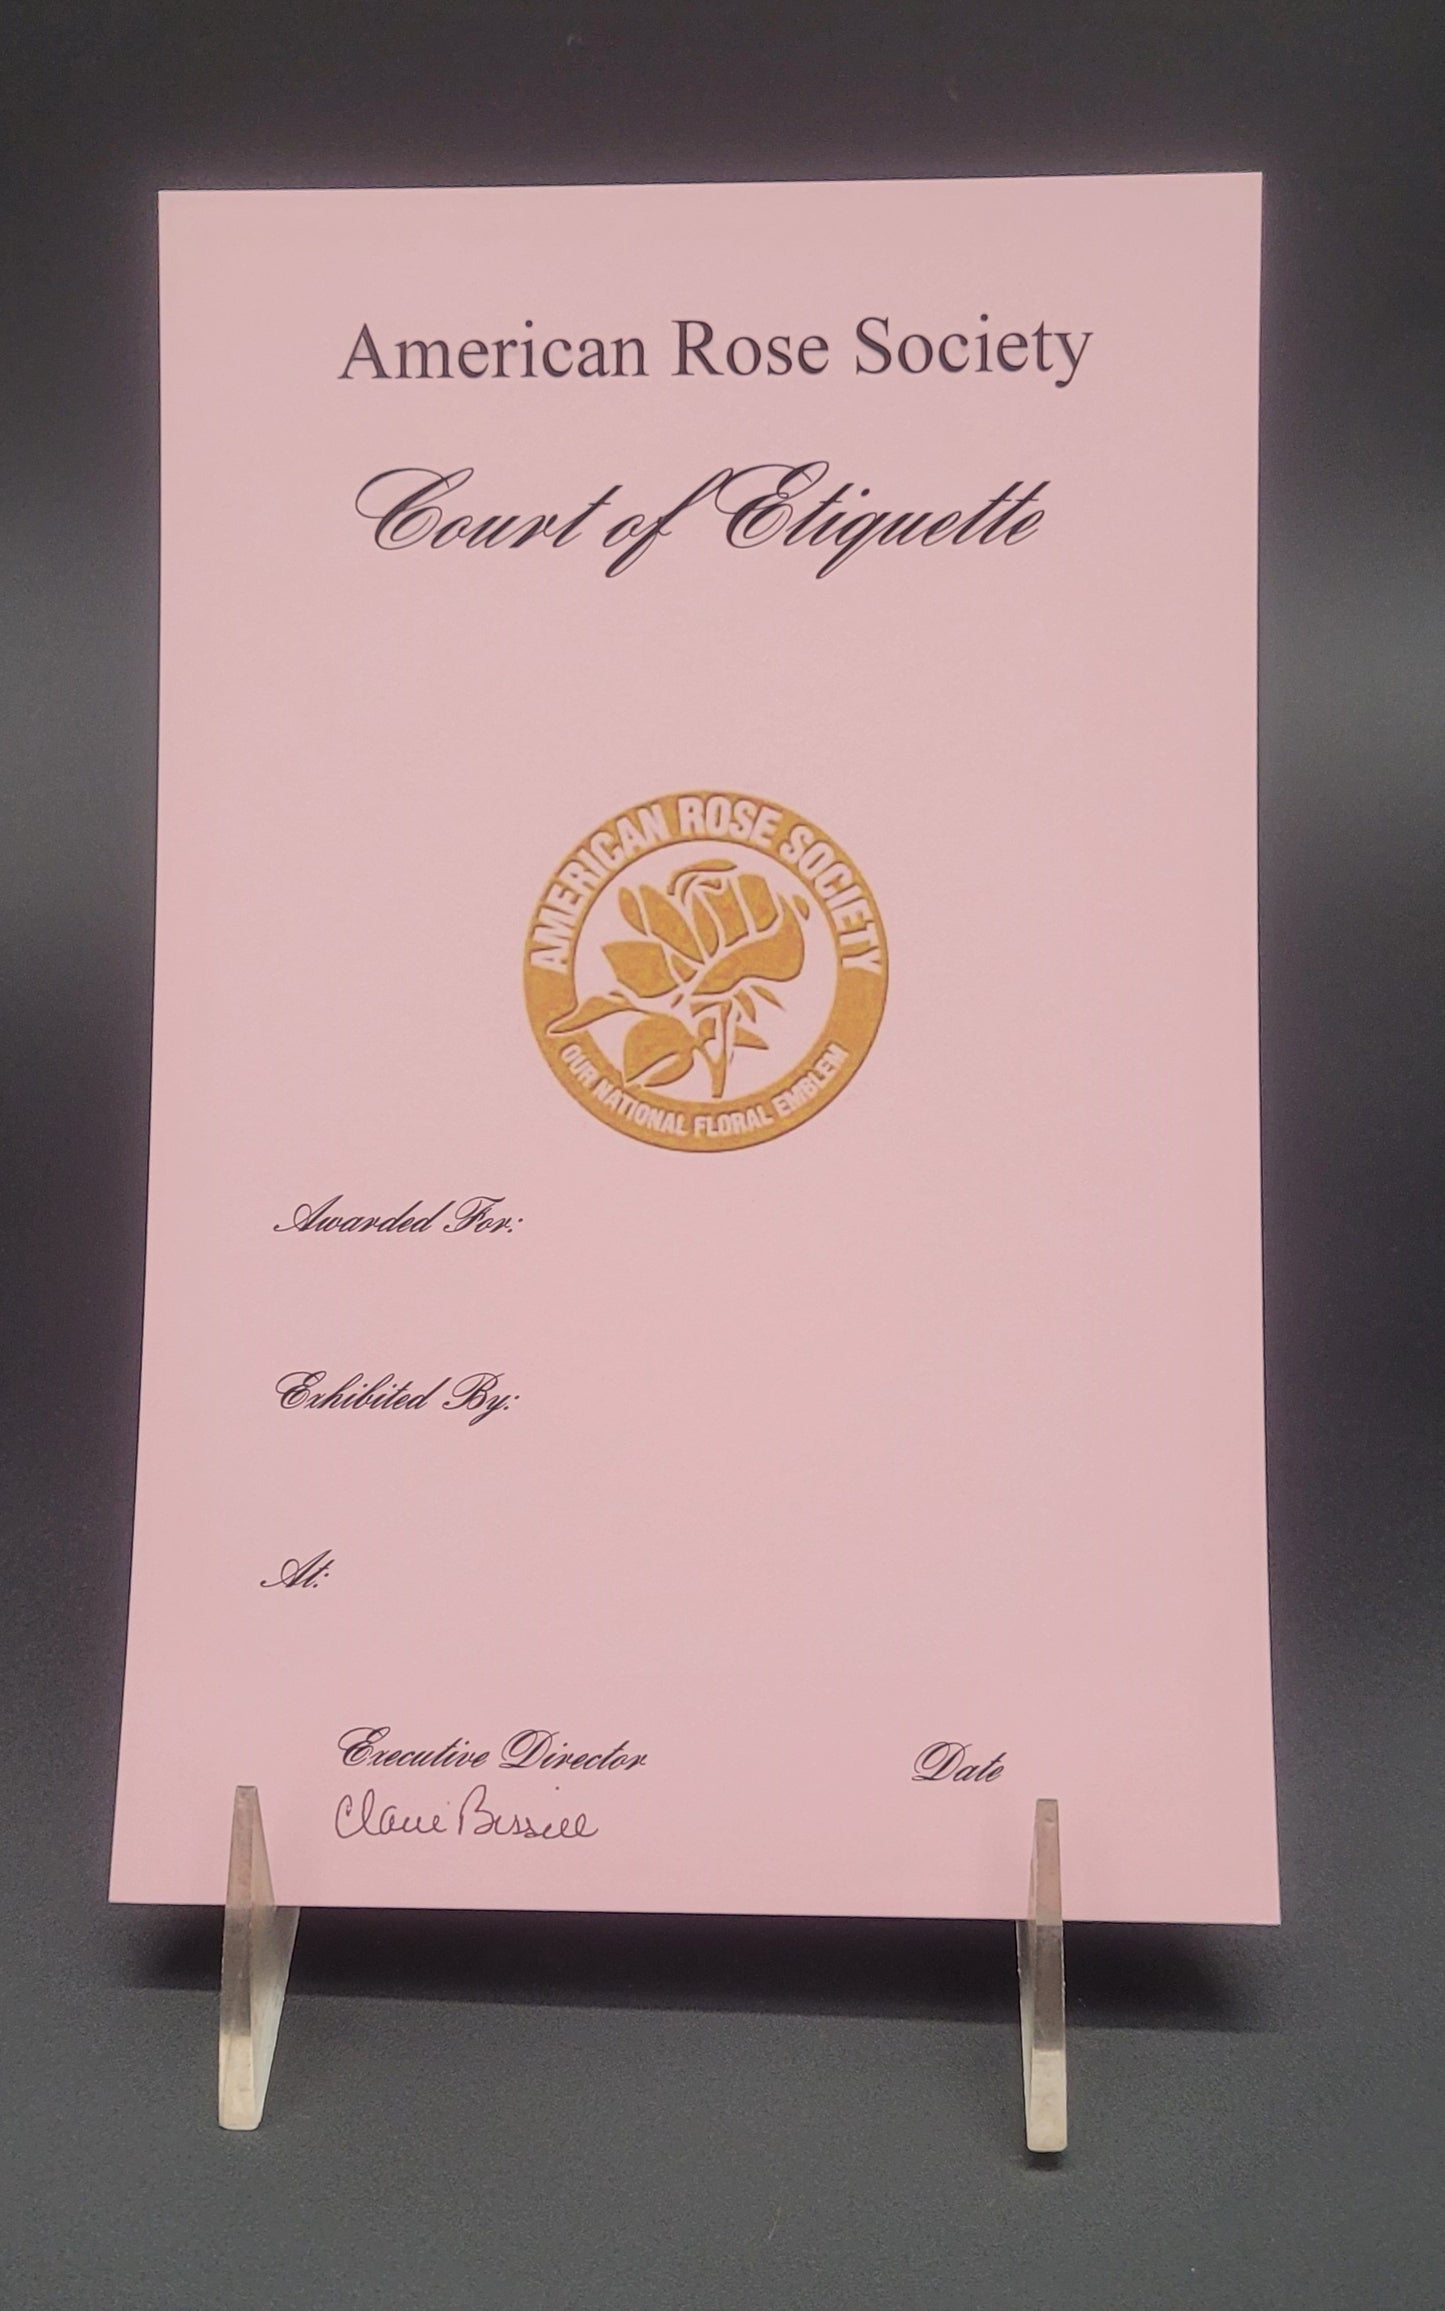 American Rose Society
Court of Etiquette
AMERICAN ROSE SOCIETY
OUR NATIONAL FLORAL EMBLEM
Awarded For:
Exhibited By:
At:
Executive Director
Date